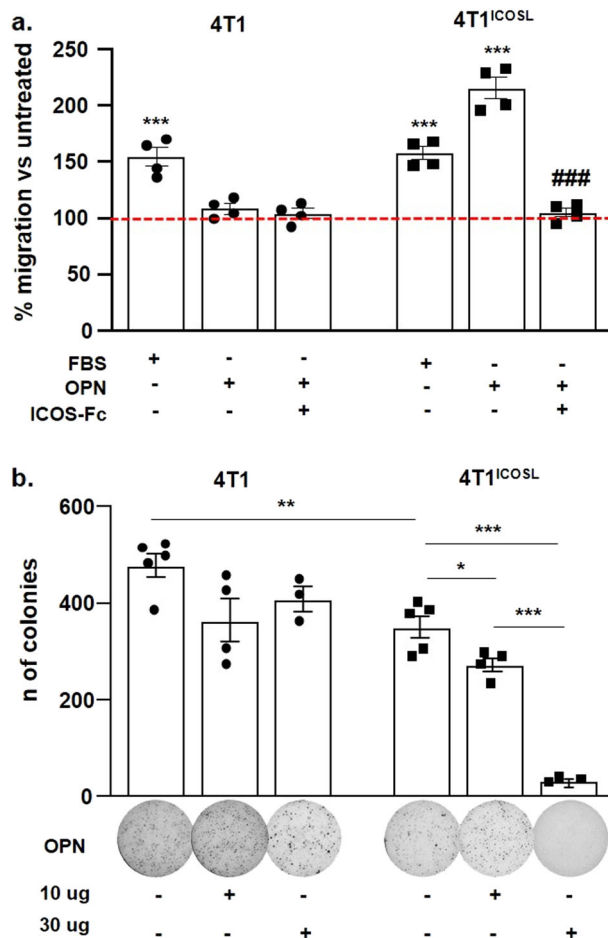 a.
4T1 4T1ICOSL
% migration vs untreated
250
200
150
100
50
0
*** *** *** ###
FBS + - - + - -
OPN - + + - + +
ICOS-Fc - - + - - +
b.
4T1 4T1ICOSL
n of colonies
600
400
200
0
** *** * ***
OPN
10 ug - + - - + -
30 ug - - + - - +